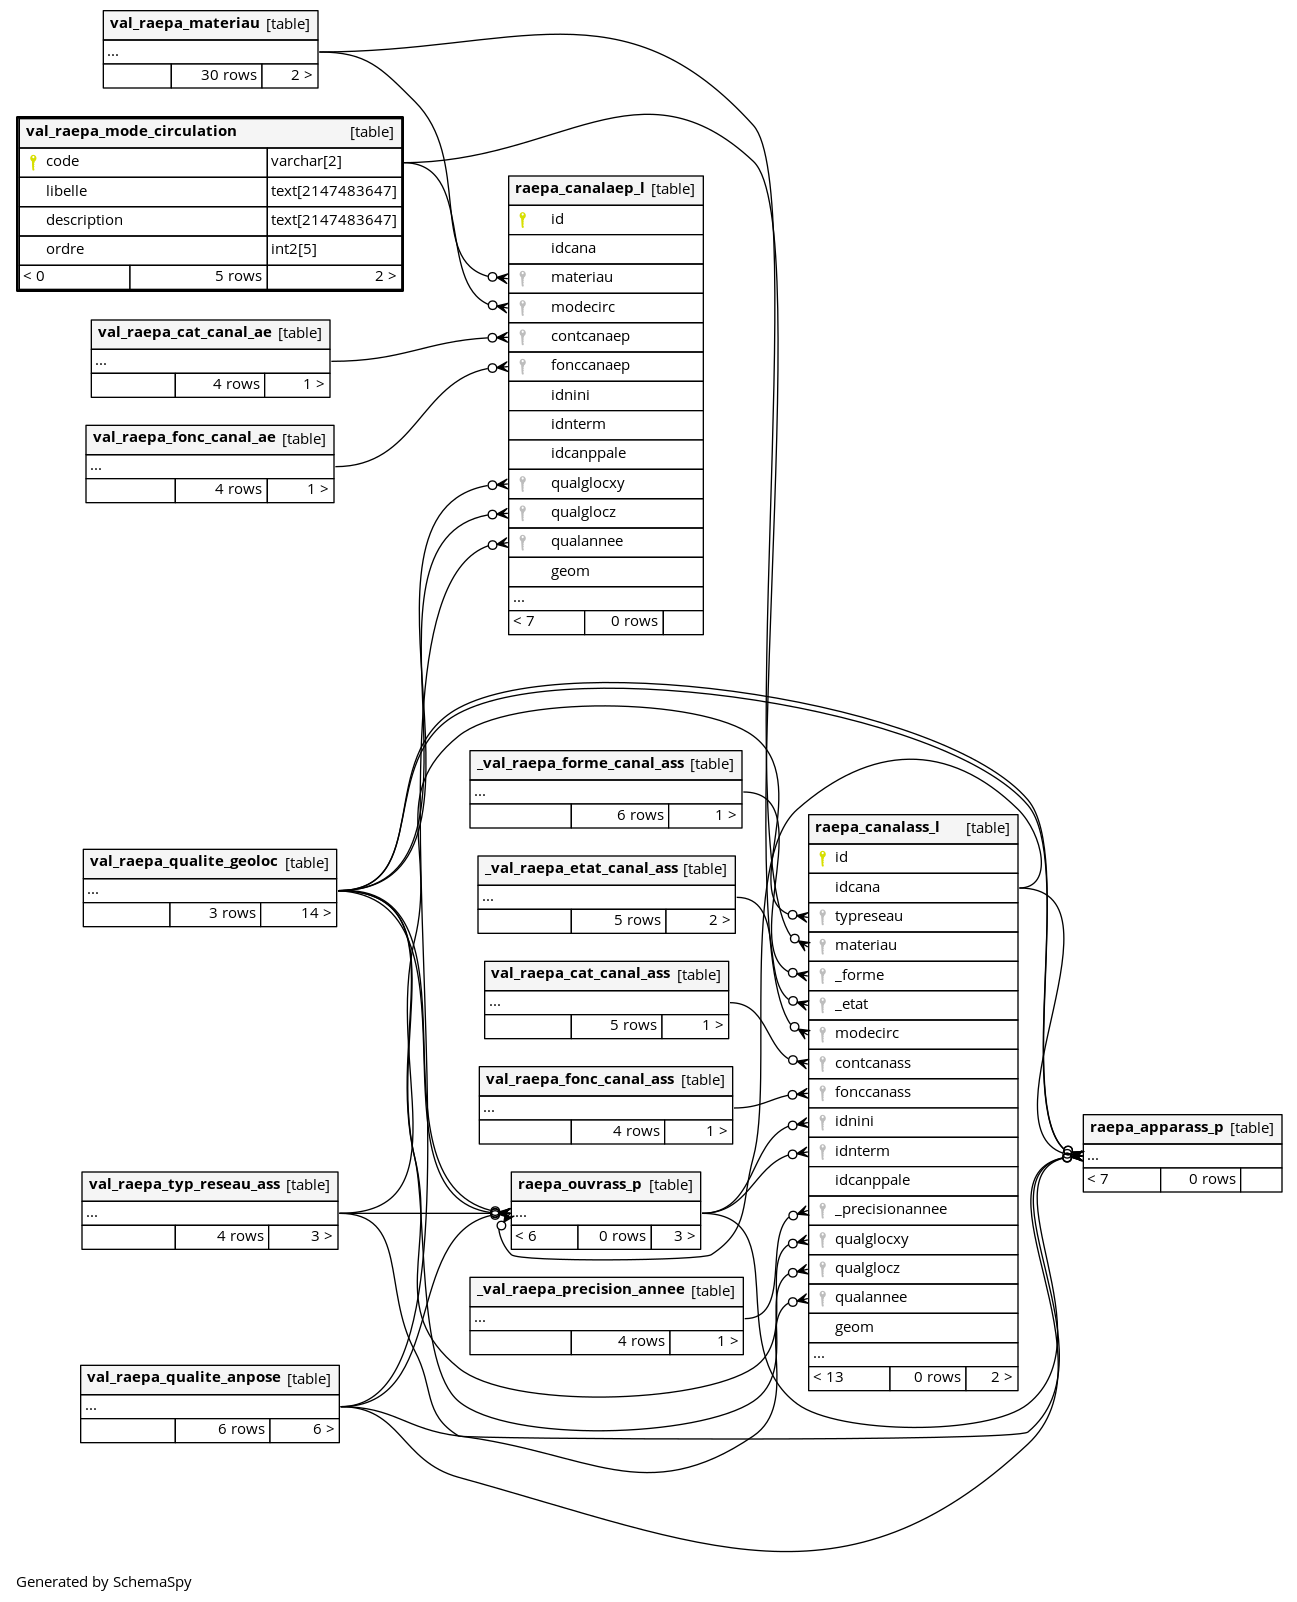 val_raepa_materiau [table]
...
30 rows 2 >
val_raepa_mode_circulation [table]
code varchar[2]
libelle text[2147483647]
description text[2147483647]
ordre int2[5]
< 0 5 rows 2 >
val_raepa_cat_canal_ae [table]
...
4 rows 1 >
val_raepa_fonc_canal_ae [table]
...
4 rows 1 >
raepa_canalaep_l [table]
id
idcana
materiau
modecirc
contcanaep
fonccanaep
idnini
idnterm
idcanppale
qualglocxy
qualglocz
qualannee
geom
...
< 7 0 rows
val_raepa_qualite_geoloc [table]
...
3 rows 14 >
val_raepa_typ_reseau_ass [table]
...
4 rows 3 >
val_raepa_qualite_anpose [table]
...
6 rows 6 >
_val_raepa_forme_canal_ass [table]
...
6 rows 1 >
_val_raepa_etat_canal_ass [table]
...
5 rows 2 >
val_raepa_cat_canal_ass [table]
...
5 rows 1 >
val_raepa_fonc_canal_ass [table]
...
4 rows 1 >
raepa_ouvrass_p [table]
...
< 6 0 rows 3 >
_val_raepa_precision_annee [table]
...
4 rows 1 >
raepa_canalass_l [table]
id
idcana
typreseau
materiau
_forme
_etat
modecirc
contcanass
fonccanass
idnini
idnterm
idcanppale
_precisionannee
qualglocxy
qualglocz
qualannee
geom
...
< 13 0 rows 2 >
raepa_apparass_p [table]
...
< 7 0 rows
Generated by SchemaSpy